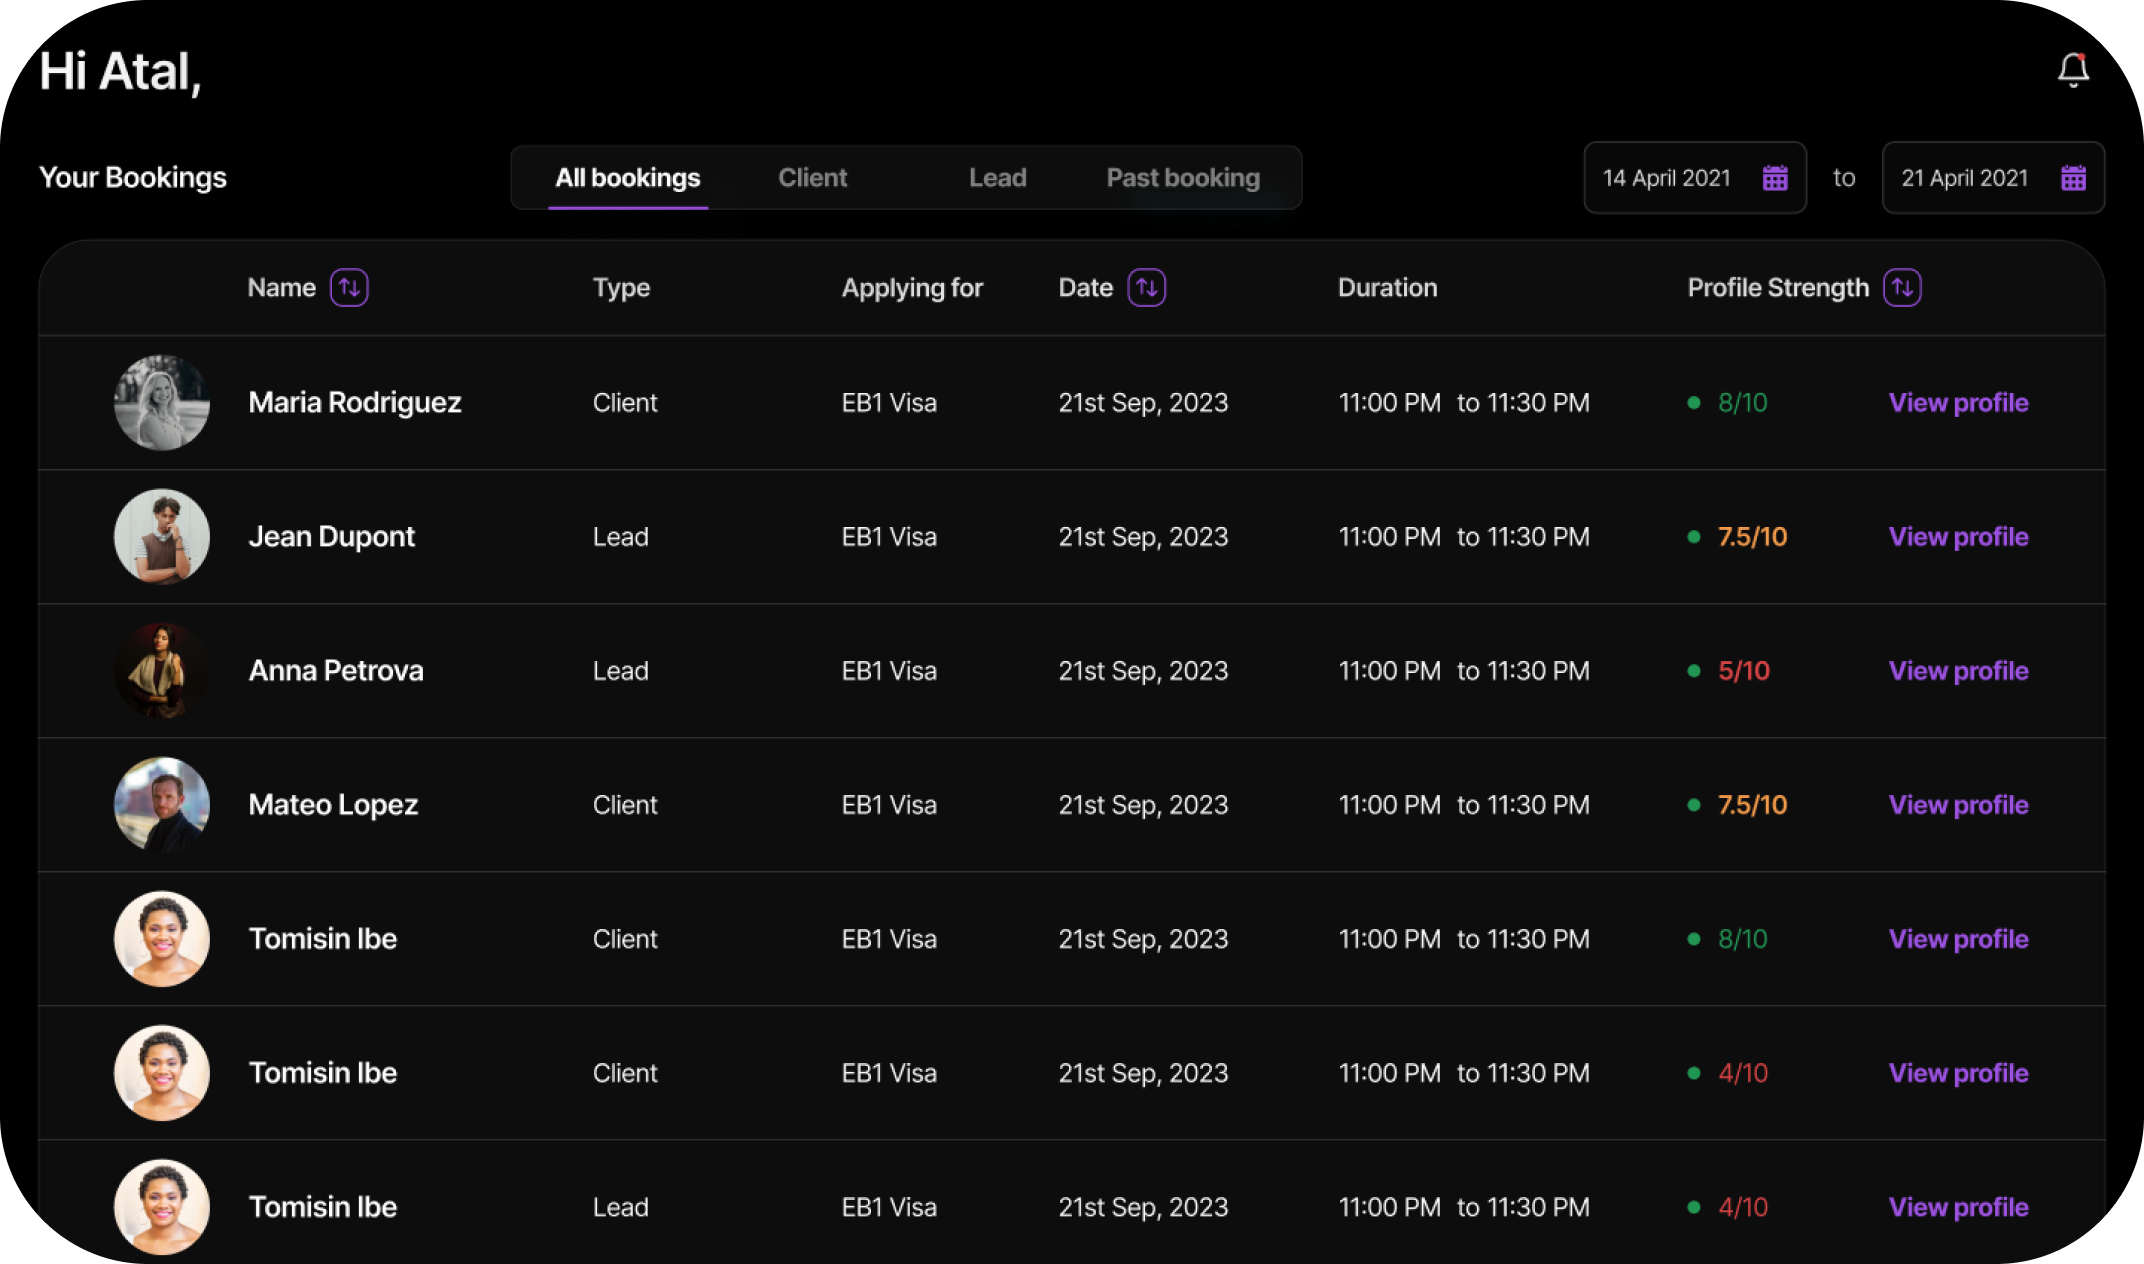 Hi Atal,
Your Bookings All bookings Client Lead Past booking 14 April 2021 to 21 April 2021
Name Type Applying for Date Duration Profile Strength
Maria Rodriguez Client EB1 Visa 21st Sep, 2023 11:00 PM to 11:30 PM 8/10 View profile
Jean Dupont Lead EB1 Visa 21st Sep, 2023 11:00 PM to 11:30 PM 7.5/10 View profile
Anna Petrova Lead EB1 Visa 21st Sep, 2023 11:00 PM to 11:30 PM 5/10 View profile
Mateo Lopez Client EB1 Visa 21st Sep, 2023 11:00 PM to 11:30 PM 7.5/10 View profile
Tomisin Ibe Client EB1 Visa 21st Sep, 2023 11:00 PM to 11:30 PM 8/10 View profile
Tomisin Ibe Client EB1 Visa 21st Sep, 2023 11:00 PM to 11:30 PM 4/10 View profile
Tomisin Ibe Lead EB1 Visa 21st Sep, 2023 11:00 PM to 11:30 PM 4/10 View profile